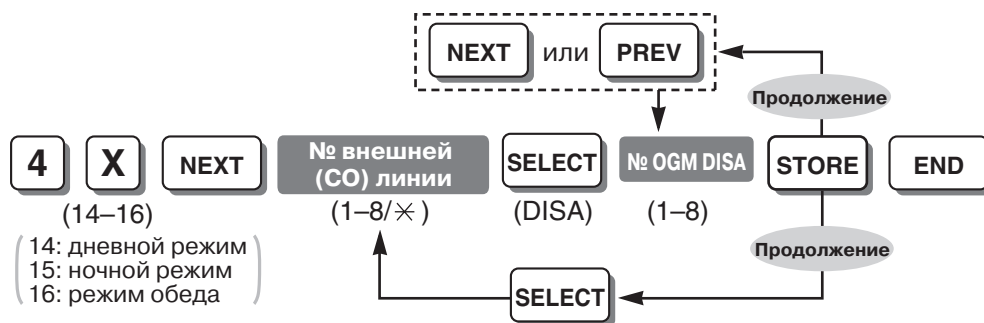 NEXT или PREV
Продолжение
4 X NEXT № внешней (CO) линии SELECT № OGM DISA STORE END
(14–16) (1–8/✳) (DISA) (1–8)
14: дневной режим
15: ночной режим
16: режим обеда
Продолжение
SELECT